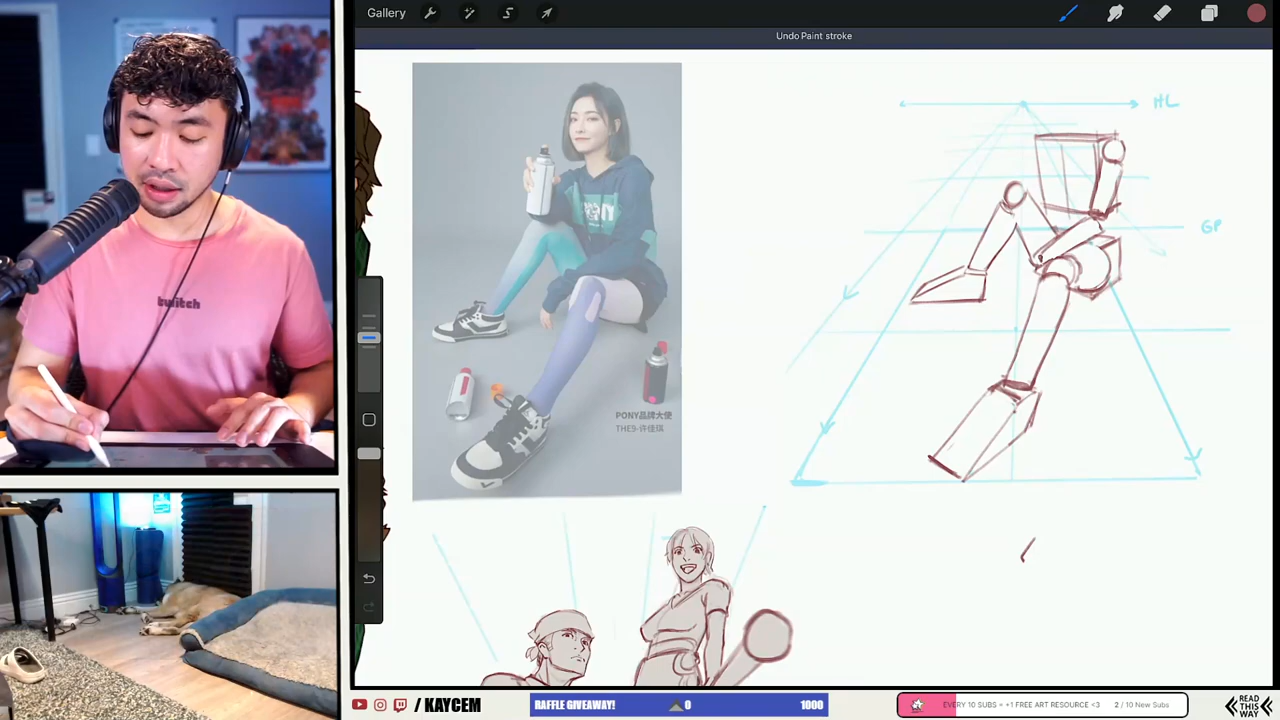 Gallery
Undo Paint stroke
HL
GP
twitch
PONY品牌大使
THE9-许佳琪
/ KAYCEM
RAFFLE GIVEAWAY!
0
1000
EVERY 10 SUBS = +1 FREE ART RESOURCE <3
2 / 10 New Subs
READ
THIS
WAY